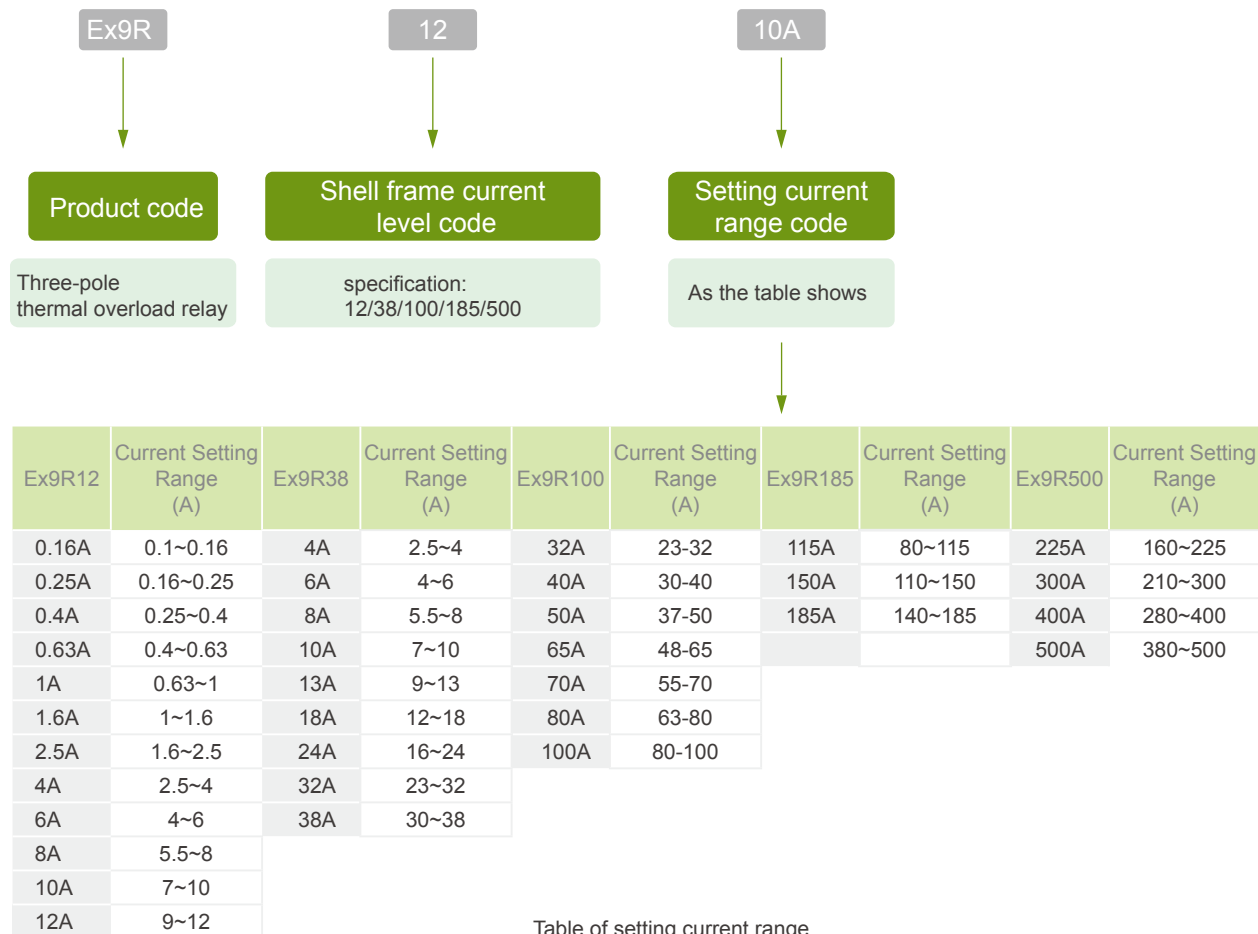 Ex9R 12 10A
Product code
Shell frame current
level code
Setting current
range code
Three-pole
thermal overload relay
specification:
12/38/100/185/500
As the table shows
Ex9R12 Current Setting Range (A) Ex9R38 Current Setting Range (A) Ex9R100 Current Setting Range (A) Ex9R185 Current Setting Range (A) Ex9R500 Current Setting Range (A)
0.16A 0.1~0.16 4A 2.5~4 32A 23-32 115A 80~115 225A 160~225
0.25A 0.16~0.25 6A 4~6 40A 30-40 150A 110~150 300A 210~300
0.4A 0.25~0.4 8A 5.5~8 50A 37-50 185A 140~185 400A 280~400
0.63A 0.4~0.63 10A 7~10 65A 48-65 500A 380~500
1A 0.63~1 13A 9~13 70A 55-70
1.6A 1~1.6 18A 12~18 80A 63-80
2.5A 1.6~2.5 24A 16~24 100A 80-100
4A 2.5~4 32A 23~32
6A 4~6 38A 30~38
8A 5.5~8
10A 7~10
12A 9~12
Table of setting current range